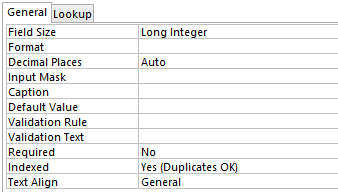 General Lookup
Field Size Long Integer
Format
Decimal Places Auto
Input Mask
Caption
Default Value
Validation Rule
Validation Text
Required No
Indexed Yes (Duplicates OK)
Text Align General